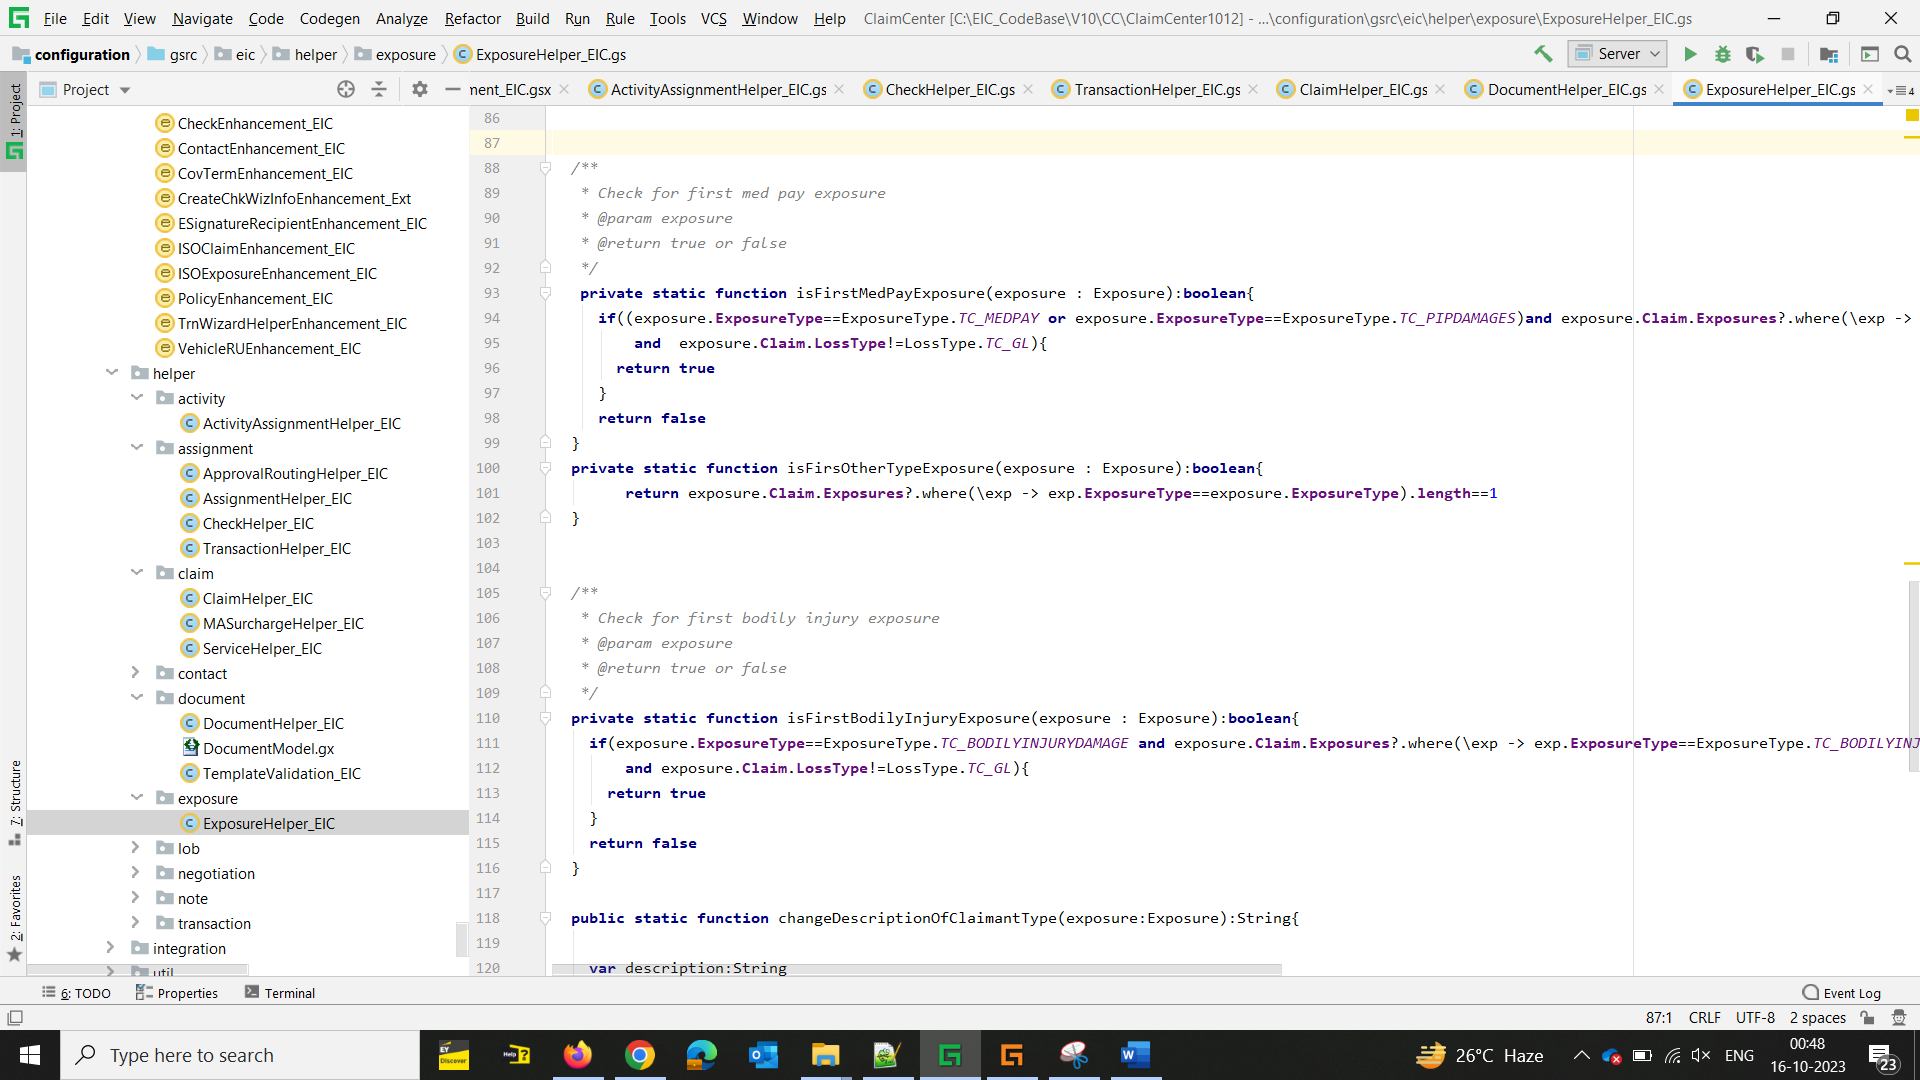 File Edit View Navigate Code Codegen Analyze Refactor Build Run Rule Tools VCS Window Help ClaimCenter [C:\EIC_CodeBase\V10\CC\ClaimCenter1012] - ...\configuration\gsrc\eic\helper\exposure\ExposureHelper_EIC.gs
configuration gsrc eic helper exposure ExposureHelper_EIC.gs Server
Project ment_EIC.gsx ActivityAssignmentHelper_EIC.gs CheckHelper_EIC.gs TransactionHelper_EIC.gs ClaimHelper_EIC.gs DocumentHelper_EIC.gs ExposureHelper_EIC.gs 4
1: Project
7: Structure
2: Favorites
CheckEnhancement_EIC
ContactEnhancement_EIC
CovTermEnhancement_EIC
CreateChkWizInfoEnhancement_Ext
ESignatureRecipientEnhancement_EIC
ISOClaimEnhancement_EIC
ISOExposureEnhancement_EIC
PolicyEnhancement_EIC
TrnWizardHelperEnhancement_EIC
VehicleRUEnhancement_EIC
helper
activity
ActivityAssignmentHelper_EIC
assignment
ApprovalRoutingHelper_EIC
AssignmentHelper_EIC
CheckHelper_EIC
TransactionHelper_EIC
claim
ClaimHelper_EIC
MASurchargeHelper_EIC
ServiceHelper_EIC
contact
document
DocumentHelper_EIC
DocumentModel.gx
TemplateValidation_EIC
exposure
ExposureHelper_EIC
lob
negotiation
note
transaction
integration
util
86
87
88 /**
89 * Check for first med pay exposure
90 * @param exposure
91 * @return true or false
92 */
93 private static function isFirstMedPayExposure(exposure : Exposure):boolean{
94 if((exposure.ExposureType==ExposureType.TC_MEDPAY or exposure.ExposureType==ExposureType.TC_PIPDAMAGES)and exposure.Claim.Exposures?.where(\exp ->
95 and exposure.Claim.LossType!=LossType.TC_GL){
96 return true
97 }
98 return false
99 }
100 private static function isFirsOtherTypeExposure(exposure : Exposure):boolean{
101 return exposure.Claim.Exposures?.where(\exp -> exp.ExposureType==exposure.ExposureType).length==1
102 }
103
104
105 /**
106 * Check for first bodily injury exposure
107 * @param exposure
108 * @return true or false
109 */
110 private static function isFirstBodilyInjuryExposure(exposure : Exposure):boolean{
111 if(exposure.ExposureType==ExposureType.TC_BODILYINJURYDAMAGE and exposure.Claim.Exposures?.where(\exp -> exp.ExposureType==ExposureType.TC_BODILYINJ
112 and exposure.Claim.LossType!=LossType.TC_GL){
113 return true
114 }
115 return false
116 }
117
118 public static function changeDescriptionOfClaimantType(exposure:Exposure):String{
119
120 var description:String
6: TODO Properties Terminal Event Log
87:1 CRLF UTF-8 2 spaces
Type here to search EY Discover Help ? 26°C Haze ENG 00:48
16-10-2023 23